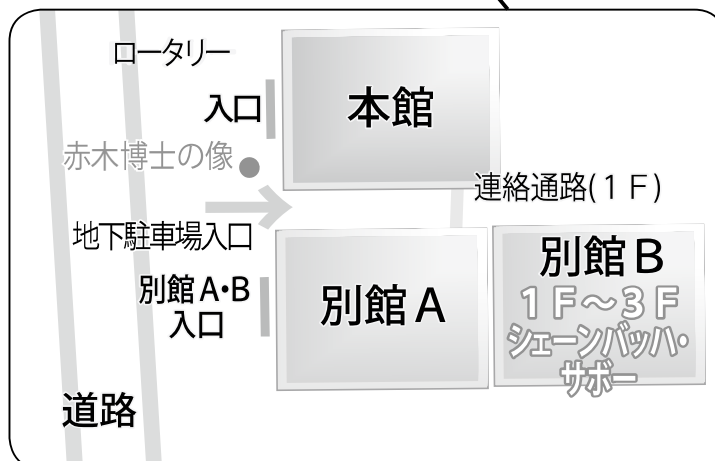 ロータリー
本館
入口
赤木博士の像
連絡通路(１Ｆ)
地下駐車場入口
別館Ａ・Ｂ
入口
別館Ａ
別館Ｂ
１Ｆ～３Ｆ
シェーンバッハ・
サボー
道路